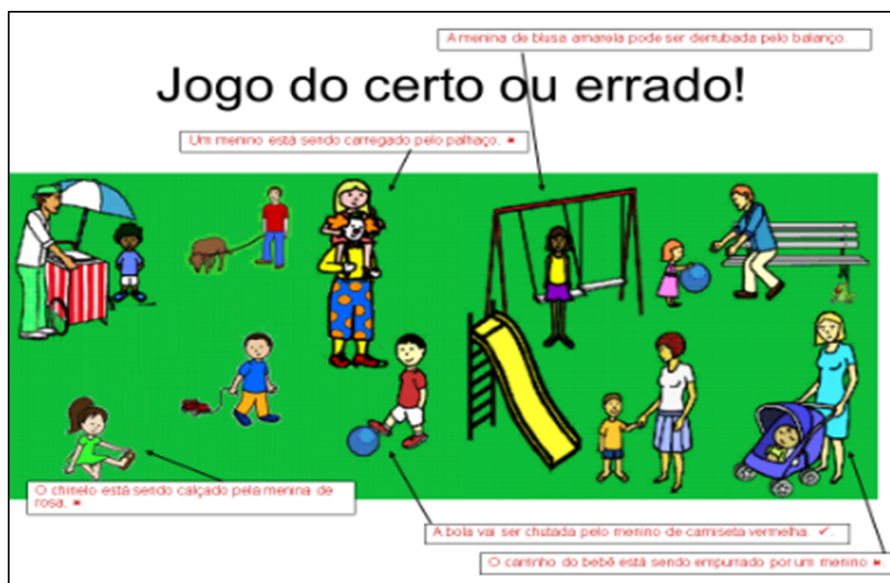 A menina de blusa amarela pode ser derrubada pelo balanço.
Jogo do certo ou errado!
Um menino está sendo carregado pelo palhaço. ✖
O chinelo está sendo calçado pela menina de
rosa. ✖
A bola vai ser chutada pelo menino de camiseta vermelha. ✓.
O carrinho do bebê está sendo empurrado por um menino ✖.